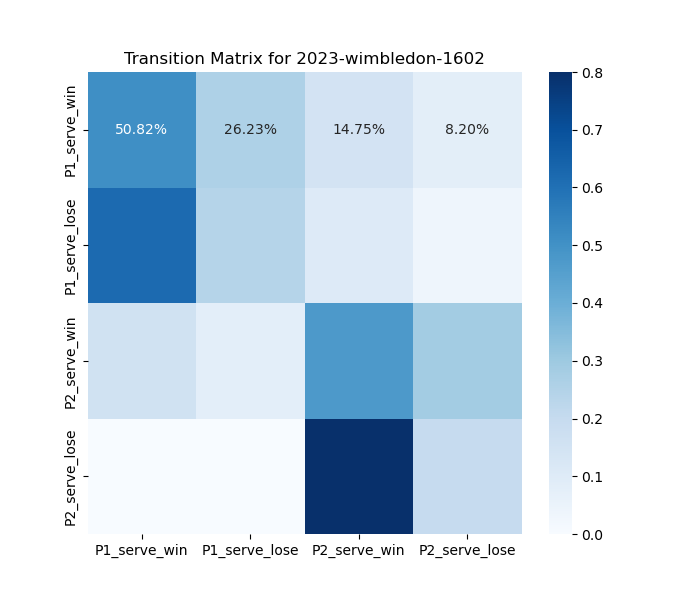 Transition Matrix for 2023-wimbledon-1602
P1_serve_win
50.82% 26.23% 14.75% 8.20%
P1_serve_lose
P2_serve_win
P2_serve_lose
P1_serve_win P1_serve_lose P2_serve_win P2_serve_lose
0.8
0.7
0.6
0.5
0.4
0.3
0.2
0.1
0.0